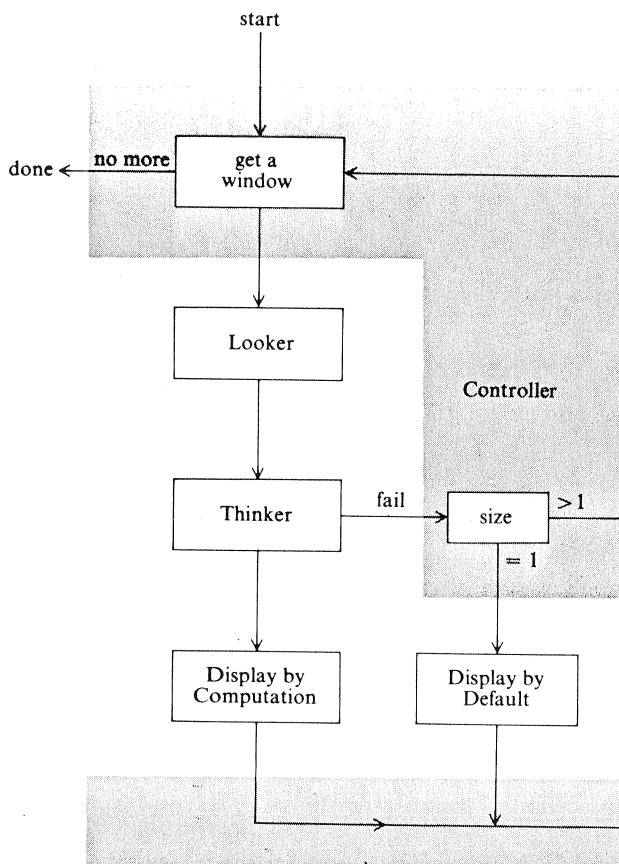 start
done
no more
get a
window
Looker
Controller
Thinker
fail
size
>1
= 1
Display by
Computation
Display by
Default